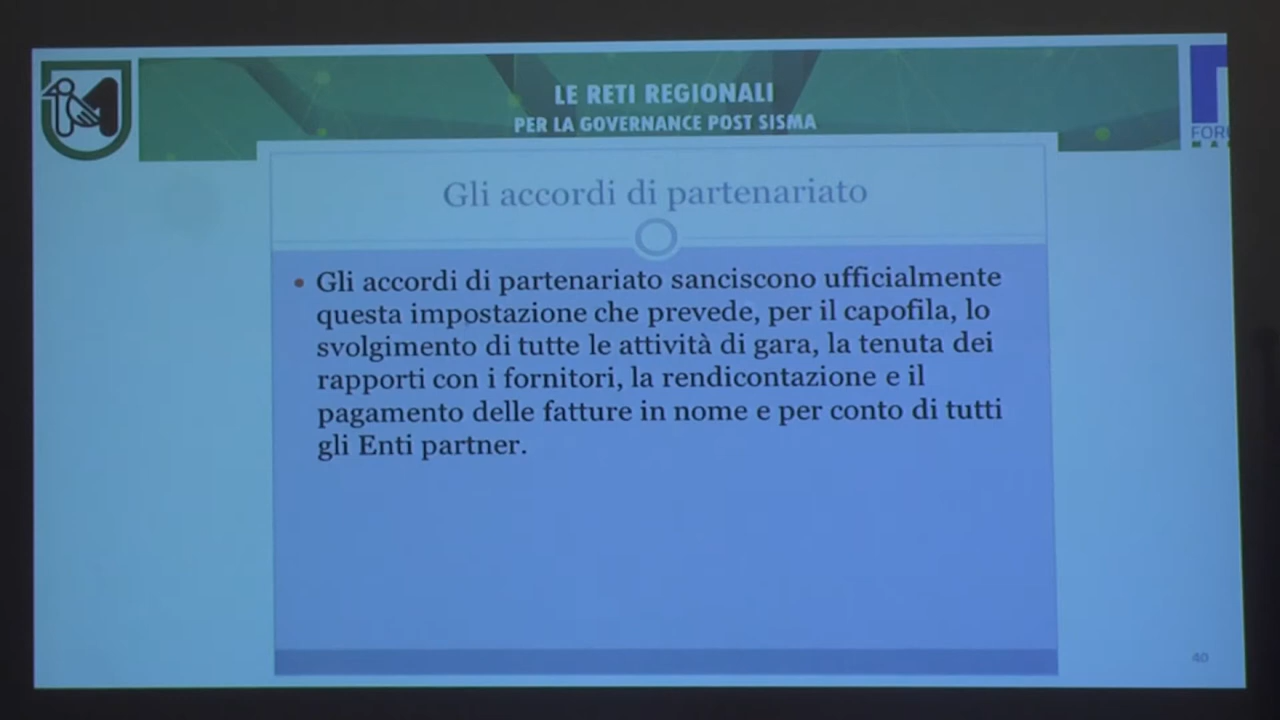 LE RETI REGIONALI
PER LA GOVERNANCE POST SISMA
Gli accordi di partenariato
• Gli accordi di partenariato sanciscono ufficialmente
questa impostazione che prevede, per il capofila, lo
svolgimento di tutte le attività di gara, la tenuta dei
rapporti con i fornitori, la rendicontazione e il
pagamento delle fatture in nome e per conto di tutti
gli Enti partner.
40